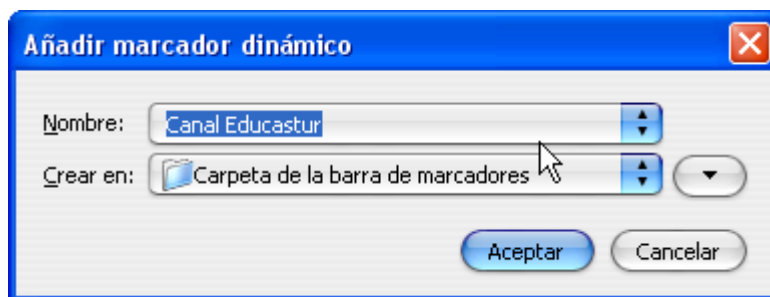 Añadir marcador dinámico
Nombre: Canal Educastur
Crear en: Carpeta de la barra de marcadores
Aceptar Cancelar